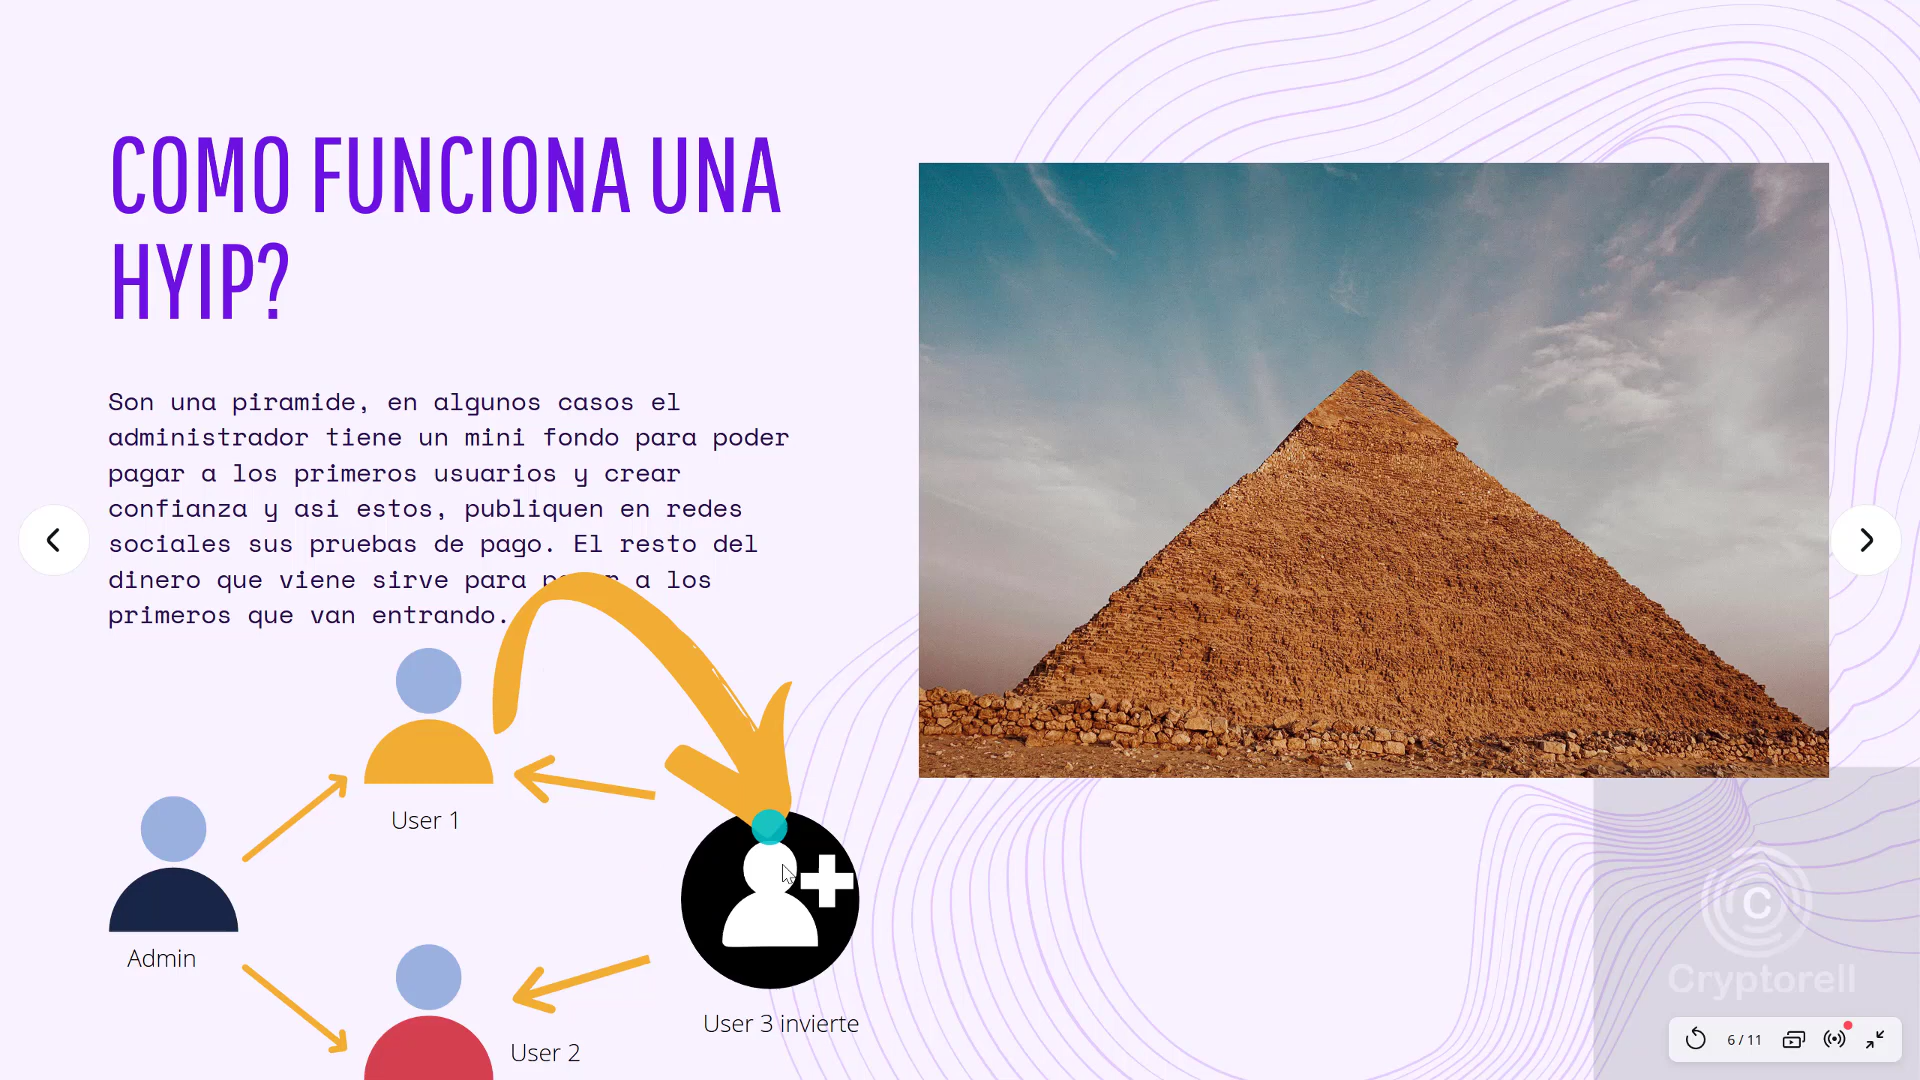 COMO FUNCIONA UNA
HYIP?
Son una piramide, en algunos casos el
administrador tiene un mini fondo para poder
pagar a los primeros usuarios y crear
confianza y asi estos, publiquen en redes
sociales sus pruebas de pago. El resto del
dinero que viene sirve para a los
primeros que van entrando.
User 1
Admin
User 3 invierte
User 2
C
Cryptorell
6 / 11